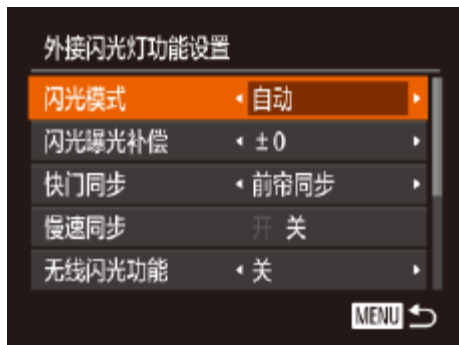 外接闪光灯功能设置
闪光模式 自动
闪光曝光补偿 ±0
快门同步 前帘同步
慢速同步 开 关
无线闪光功能 关
MENU